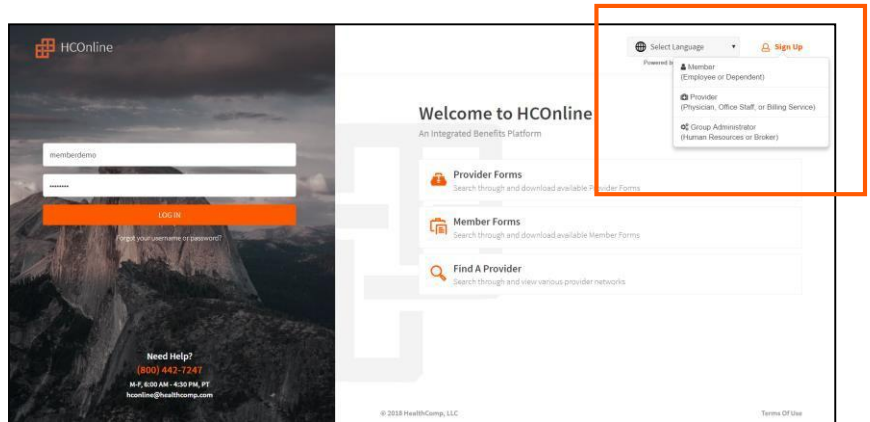 HCOnline
memberdemo
LOG IN
Forgot your username or password?
Need Help?
(800) 442-7247
M-F, 6:00 AM - 4:30 PM, PT
hconline@healthcomp.com
Select Language
Sign Up
Powered by
Member
(Employee or Dependent)
Provider
(Physician, Office Staff, or Billing Service)
Group Administrator
(Human Resources or Broker)
Welcome to HCOnline
An Integrated Benefits Platform
Provider Forms
Search through and download available Provider Forms
Member Forms
Search through and download available Member Forms
Find A Provider
Search through and view various provider networks
© 2018 HealthComp, LLC
Terms Of Use